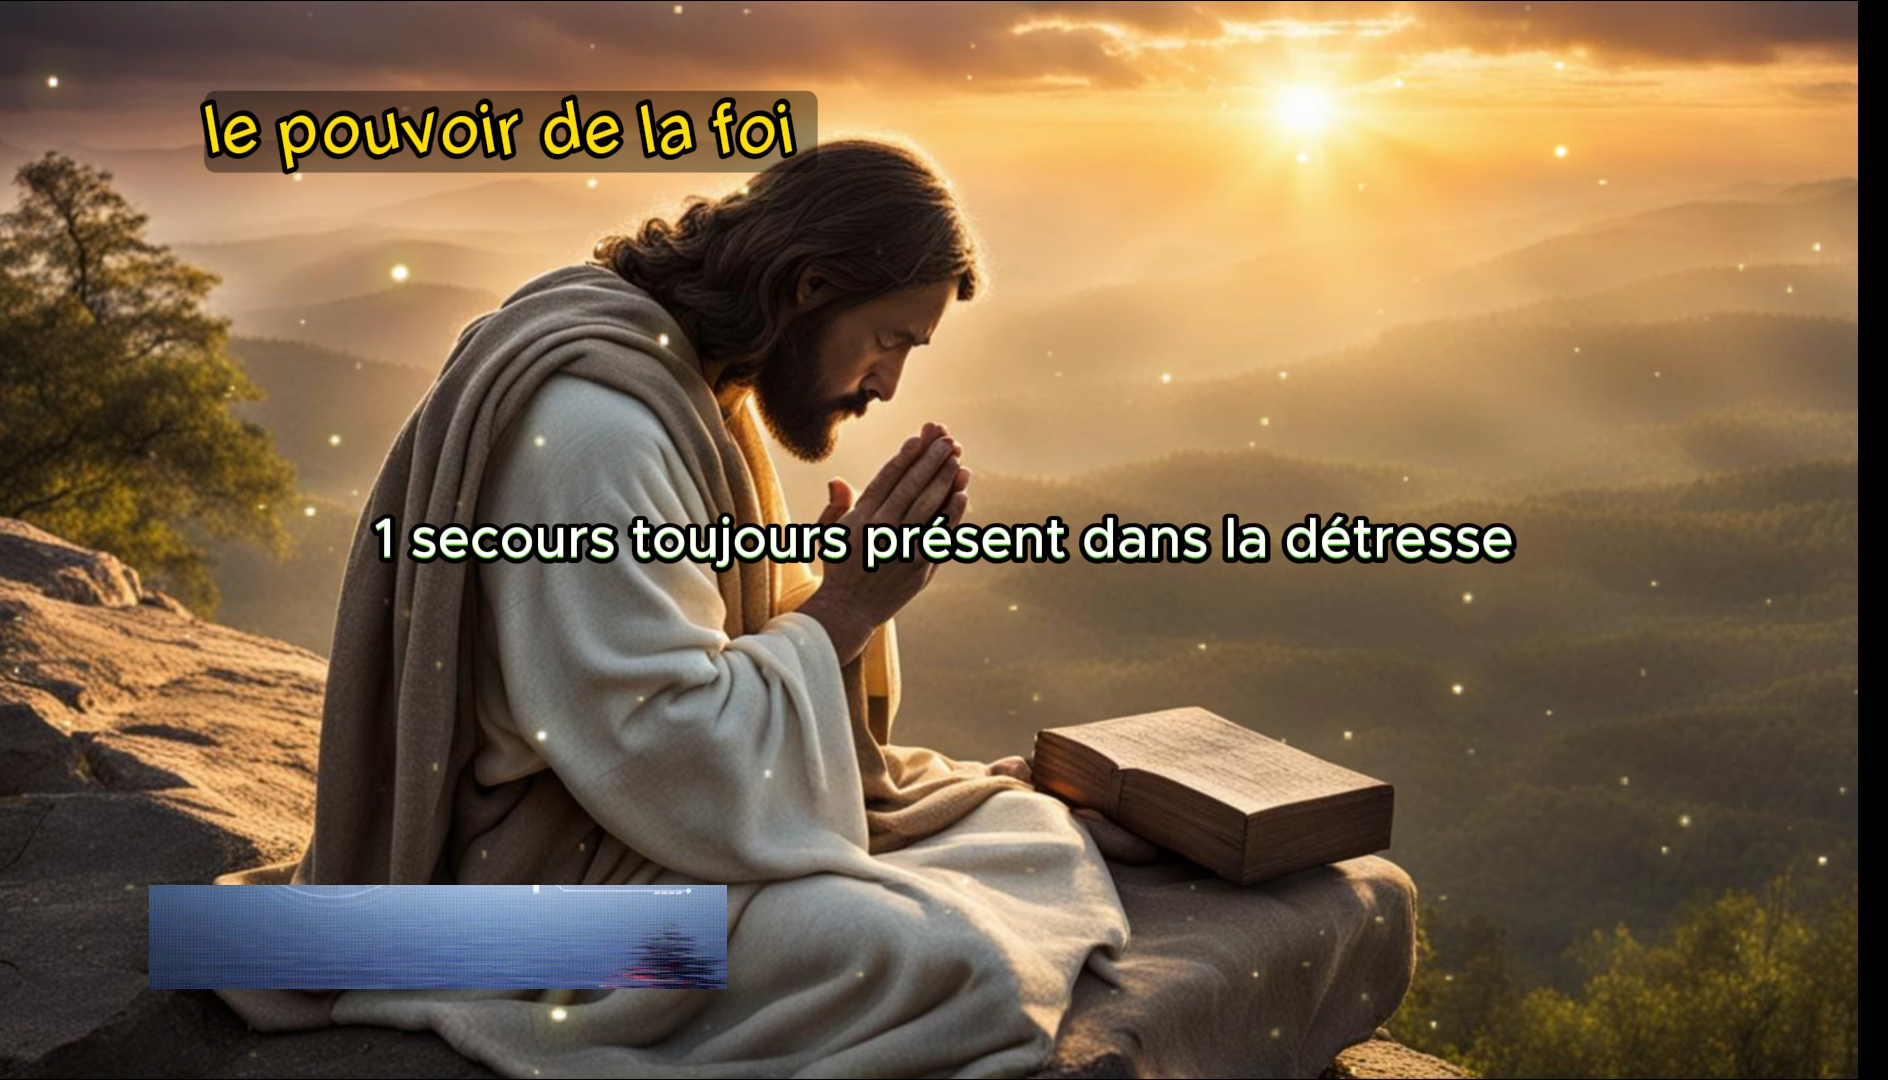 le pouvoir de la foi
1 secours toujours présent dans la détresse